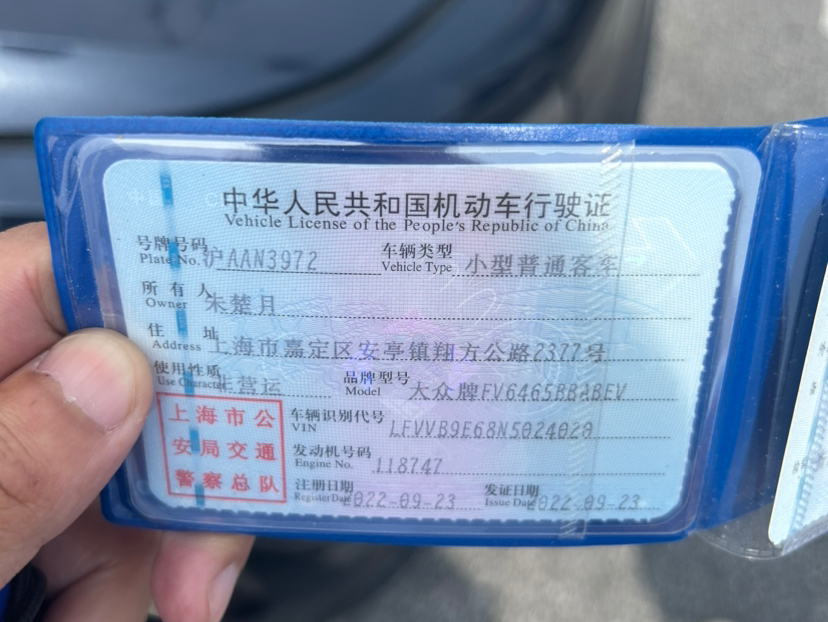 中华人民共和国机动车行驶证
Vehicle License of the People's Republic of China
号牌号码 沪AAN3972 车辆类型 小型普通客车
Plate No. Vehicle Type
所有人 朱楚月
Owner
住址 上海市嘉定区安亭镇翔方公路2377号
Address
使用性质 非营运 品牌型号 大众牌FV6465BBABEV
Use Character Model
上海市公
安局交通
警察总队
车辆识别代号 LFVVB9E68N5024020
VIN
发动机号码 118747
Engine No.
注册日期 2022-09-23 发证日期 2022-09-23
Register Date Issue Date